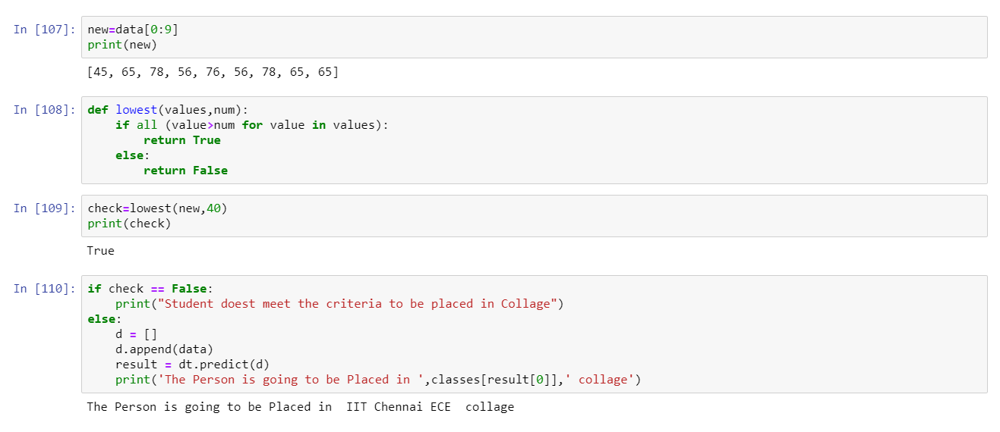 In [107]: new=data[0:9]
print(new)
[45, 65, 78, 56, 76, 56, 78, 65, 65]
In [108]: def lowest(values,num):
    if all (value>num for value in values):
        return True
    else:
        return False
In [109]: check=lowest(new,40)
print(check)
True
In [110]: if check == False:
    print("Student doest meet the criteria to be placed in Collage")
else:
    d = []
    d.append(data)
    result = dt.predict(d)
    print('The Person is going to be Placed in ',classes[result[0]],' collage')
The Person is going to be Placed in  IIT Chennai ECE  collage